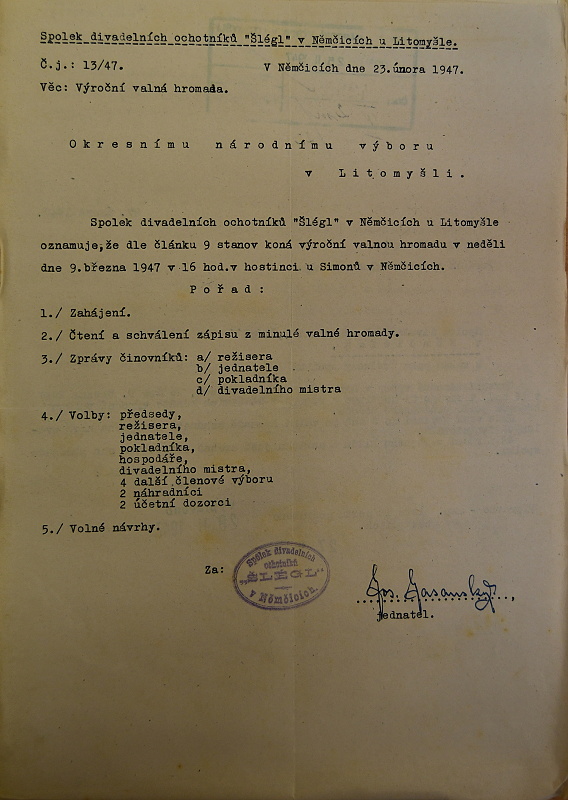 Spolek divadelních ochotníků "Šlégl" v Němčicích u Litomyšle.
Č.j.: 13/47. V Němčicích dne 23.února 1947.
Věc: Výroční valná hromada.
Okresnímu národnímu výboru
v Litomyšli.
Spolek divadelních ochotníků "Šlégl" v Němčicích u Litomyšle
oznamuje,že dle článku 9 stanov koná výroční valnou hromadu v neděli
dne 9.března 1947 v 16 hod.v hostinci u Simonů v Němčicích.
Pořad:
1./ Zahájení.
2./ Čtení a schválení zápisu z minulé valné hromady.
3./ Zprávy činovníků: a/ režisera
b/ jednatele
c/ pokladníka
d/ divadelního mistra
4./ Volby: předsedy,
režisera,
jednatele,
pokladníka,
hospodáře,
divadelního mistra,
4 další členové výboru
2 náhradníci
2 účetní dozorci
5./ Volné návrhy.
Za:
Spolek divadelních
ochotníků
"ŠLÉGL"
v Němčicích.
Jos.
jednatel.